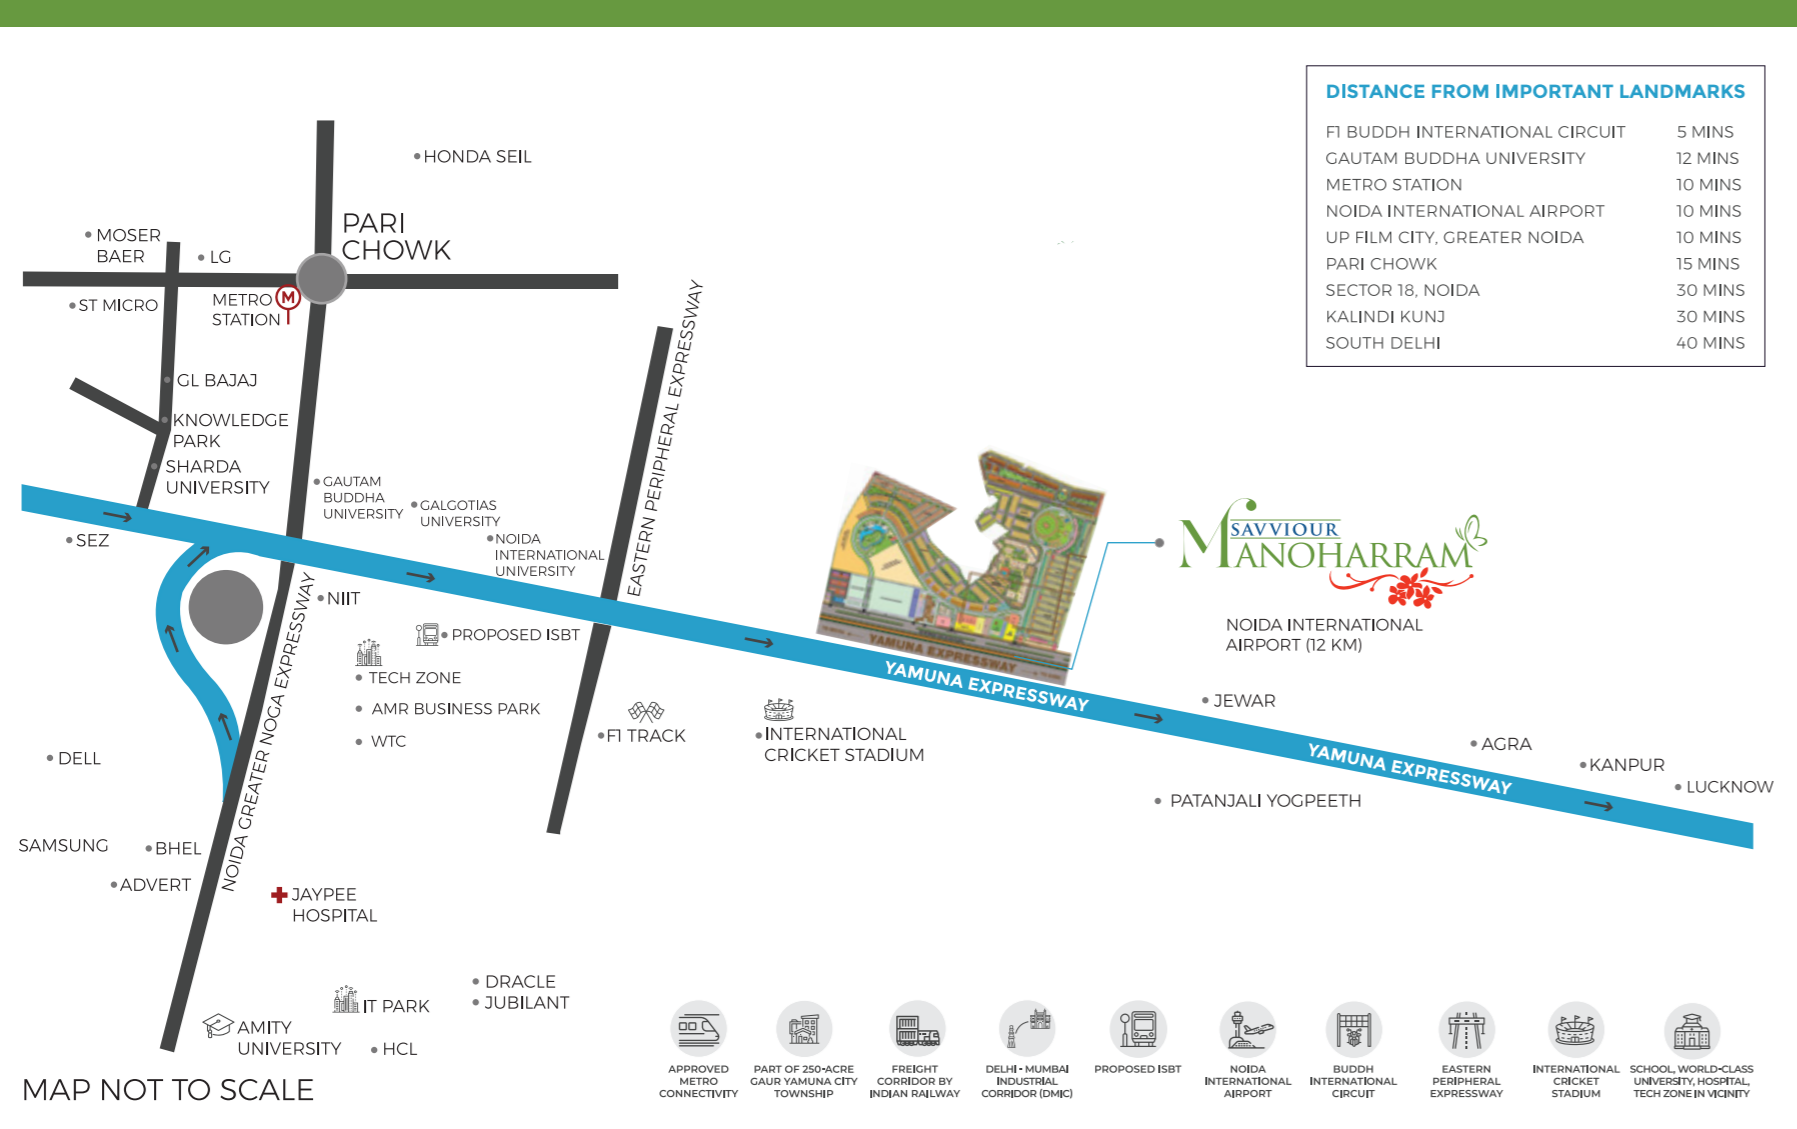 DISTANCE FROM IMPORTANT LANDMARKS
F1 BUDDH INTERNATIONAL CIRCUIT 5 MINS
GAUTAM BUDDHA UNIVERSITY 12 MINS
METRO STATION 10 MINS
NOIDA INTERNATIONAL AIRPORT 10 MINS
UP FILM CITY, GREATER NOIDA 10 MINS
PARI CHOWK 15 MINS
SECTOR 18, NOIDA 30 MINS
KALINDI KUNJ 30 MINS
SOUTH DELHI 40 MINS
HONDA SEIL
PARI
CHOWK
MOSER
BAER
LG
ST MICRO
METRO
STATION
M
GL BAJAJ
KNOWLEDGE
PARK
SHARDA
UNIVERSITY
EASTERN PERIPHERAL EXPRESSWAY
GAUTAM
BUDDHA
UNIVERSITY
GALGOTIAS
UNIVERSITY
NOIDA
INTERNATIONAL
UNIVERSITY
SEZ
NIIT
NOIDA GREATER NOGA EXPRESSWAY
PROPOSED ISBT
TECH ZONE
AMR BUSINESS PARK
WTC
F1 TRACK
INTERNATIONAL
CRICKET STADIUM
YAMUNA EXPRESSWAY
YAMUNA EXPRESSWAY
YAMUNA EXPRESSWAY
SAVVIOUR
MANOHARRAM
NOIDA INTERNATIONAL
AIRPORT (12 KM)
JEWAR
AGRA
KANPUR
LUCKNOW
PATANJALI YOGPEETH
DELL
SAMSUNG
BHEL
ADVERT
JAYPEE
HOSPITAL
DRACLE
JUBILANT
IT PARK
AMITY
UNIVERSITY
HCL
MAP NOT TO SCALE
APPROVED
METRO
CONNECTIVITY
PART OF 250-ACRE
GAUR YAMUNA CITY
TOWNSHIP
FREIGHT
CORRIDOR BY
INDIAN RAILWAY
DELHI - MUMBAI
INDUSTRIAL
CORRIDOR (DMIC)
PROPOSED ISBT
NOIDA
INTERNATIONAL
AIRPORT
BUDDH
INTERNATIONAL
CIRCUIT
EASTERN
PERIPHERAL
EXPRESSWAY
INTERNATIONAL
CRICKET
STADIUM
SCHOOL, WORLD-CLASS
UNIVERSITY, HOSPITAL,
TECH ZONE IN VICINITY